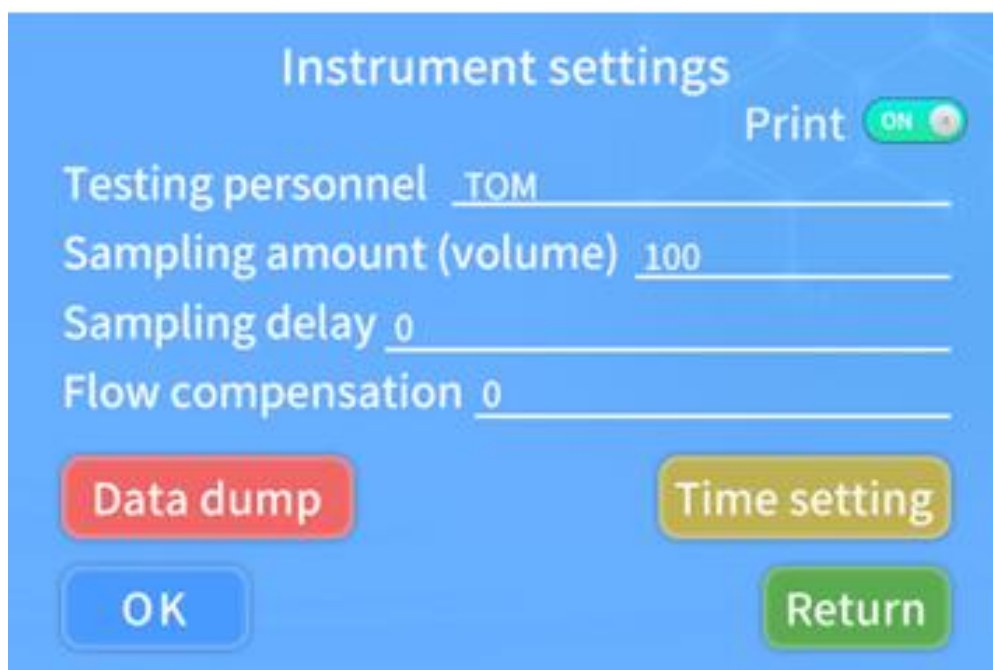 Instrument settings
Print ON
Testing personnel TOM
Sampling amount (volume) 100
Sampling delay 0
Flow compensation 0
Data dump Time setting
OK Return